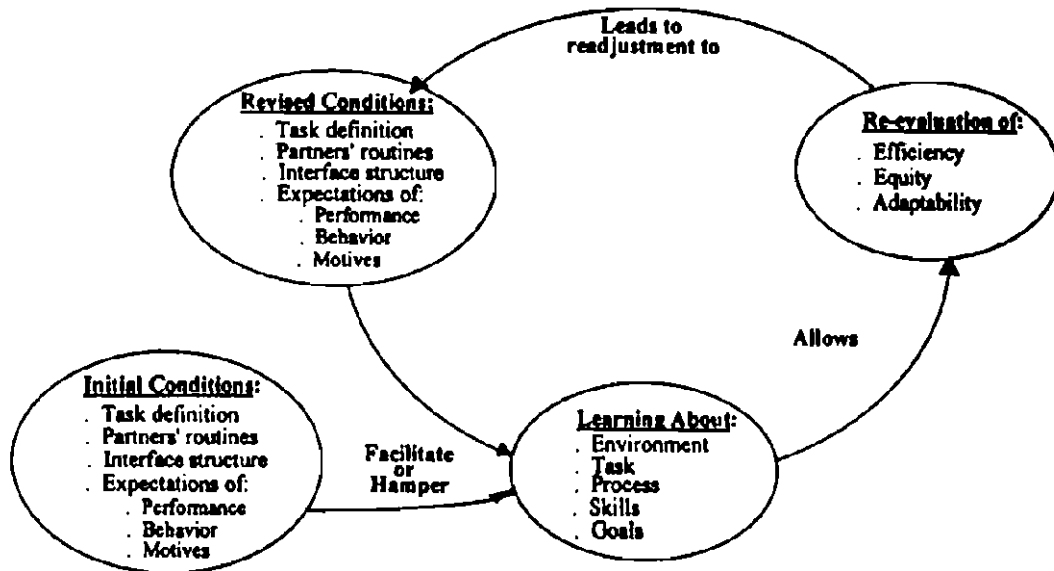 Leads to
readjustment to
Revised Conditions:
. Task definition
. Partners' routines
. Interface structure
. Expectations of:
. Performance
. Behavior
. Motives
Re-evaluation of:
. Efficiency
. Equity
. Adaptability
Allows
Initial Conditions:
. Task definition
. Partners' routines
. Interface structure
. Expectations of:
. Performance
. Behavior
. Motives
Facilitate
or
Hamper
Learning About:
. Environment
. Task
. Process
. Skills
. Goals